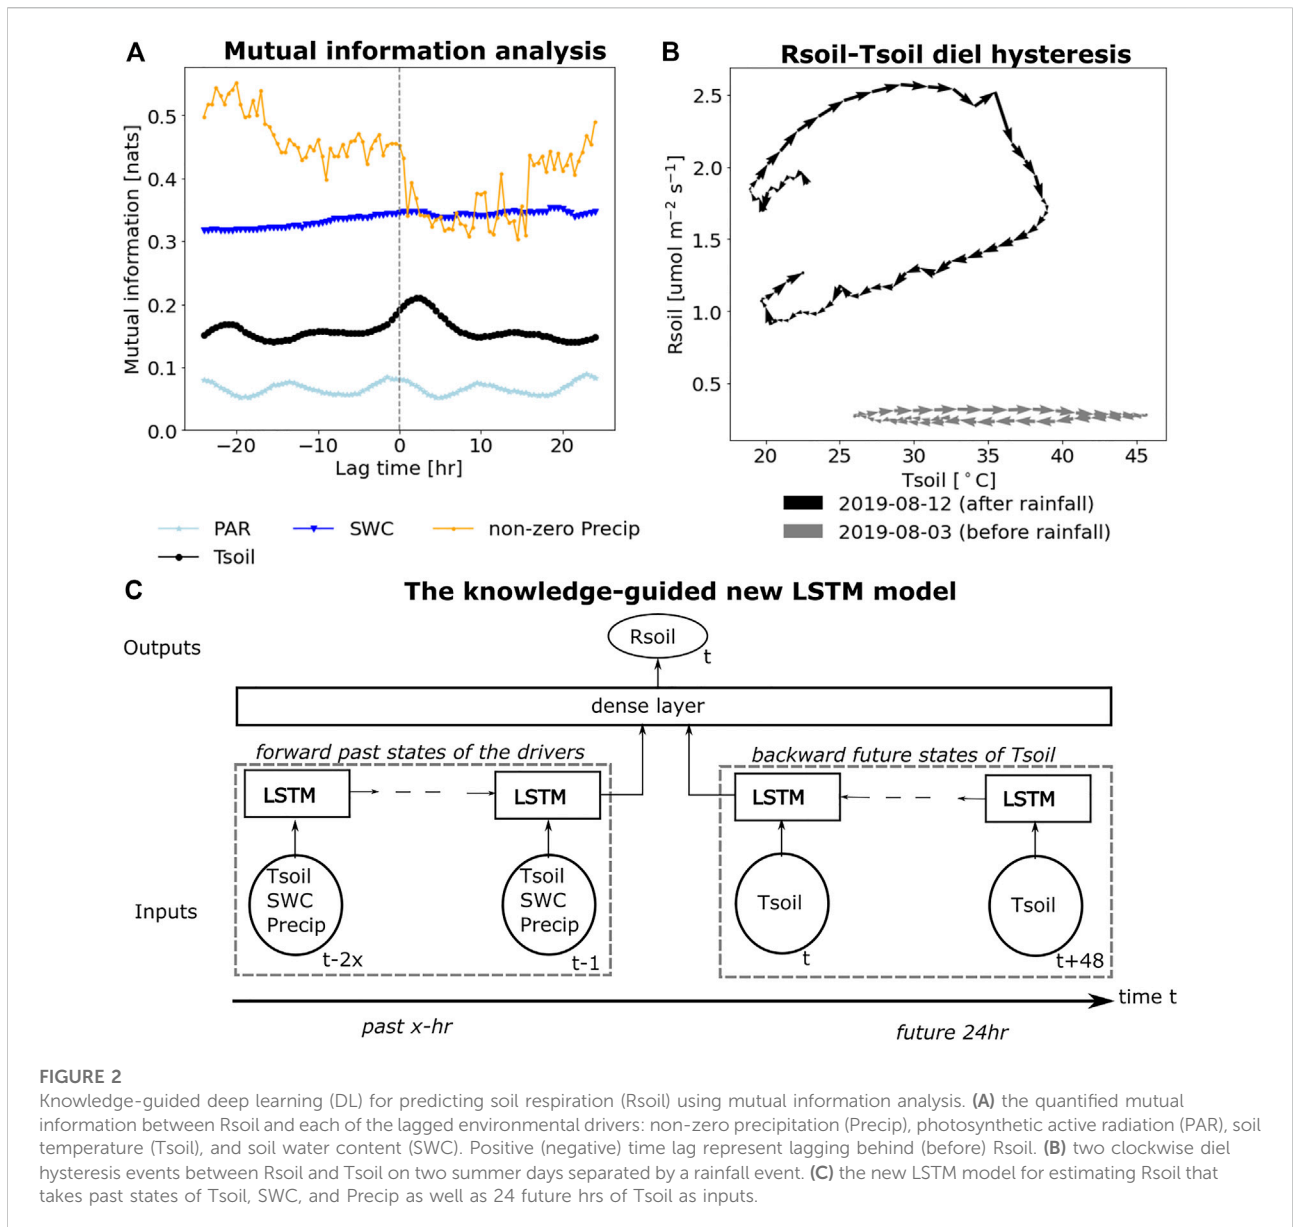 A
Mutual information analysis
Mutual information [nats]
0.5
0.4
0.3
0.2
0.1
0.0
−20
−10
0
10
20
Lag time [hr]
PAR
SWC
non-zero Precip
Tsoil
B
Rsoil-Tsoil diel hysteresis
Rsoil [umol m⁻² s⁻¹]
2.5
2.0
1.5
1.0
0.5
20
25
30
35
40
45
Tsoil [°C]
2019-08-12 (after rainfall)
2019-08-03 (before rainfall)
C
The knowledge-guided new LSTM model
Outputs
Rsoil
t
dense layer
forward past states of the drivers
backward future states of Tsoil
LSTM
LSTM
LSTM
LSTM
Inputs
Tsoil
SWC
Precip
t-2x
Tsoil
SWC
Precip
t-1
Tsoil
t
Tsoil
t+48
time t
past x-hr
future 24hr
FIGURE 2
Knowledge-guided deep learning (DL) for predicting soil respiration (Rsoil) using mutual information analysis. (A) the quantified mutual
information between Rsoil and each of the lagged environmental drivers: non-zero precipitation (Precip), photosynthetic active radiation (PAR), soil
temperature (Tsoil), and soil water content (SWC). Positive (negative) time lag represent lagging behind (before) Rsoil. (B) two clockwise diel
hysteresis events between Rsoil and Tsoil on two summer days separated by a rainfall event. (C) the new LSTM model for estimating Rsoil that
takes past states of Tsoil, SWC, and Precip as well as 24 future hrs of Tsoil as inputs.